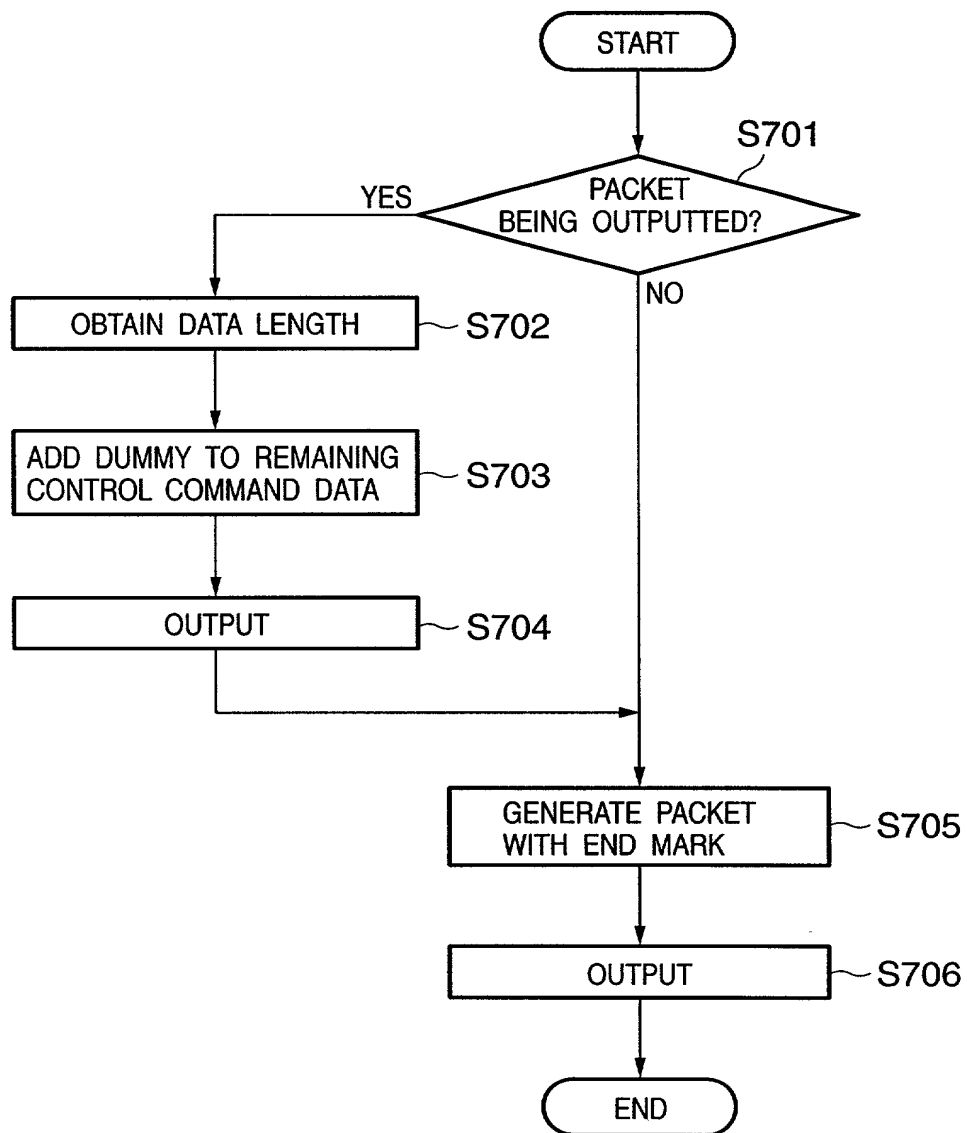 START
S701
PACKET
BEING OUTPUTTED?
YES
NO
OBTAIN DATA LENGTH
S702
ADD DUMMY TO REMAINING
CONTROL COMMAND DATA
S703
OUTPUT
S704
GENERATE PACKET
WITH END MARK
S705
OUTPUT
S706
END